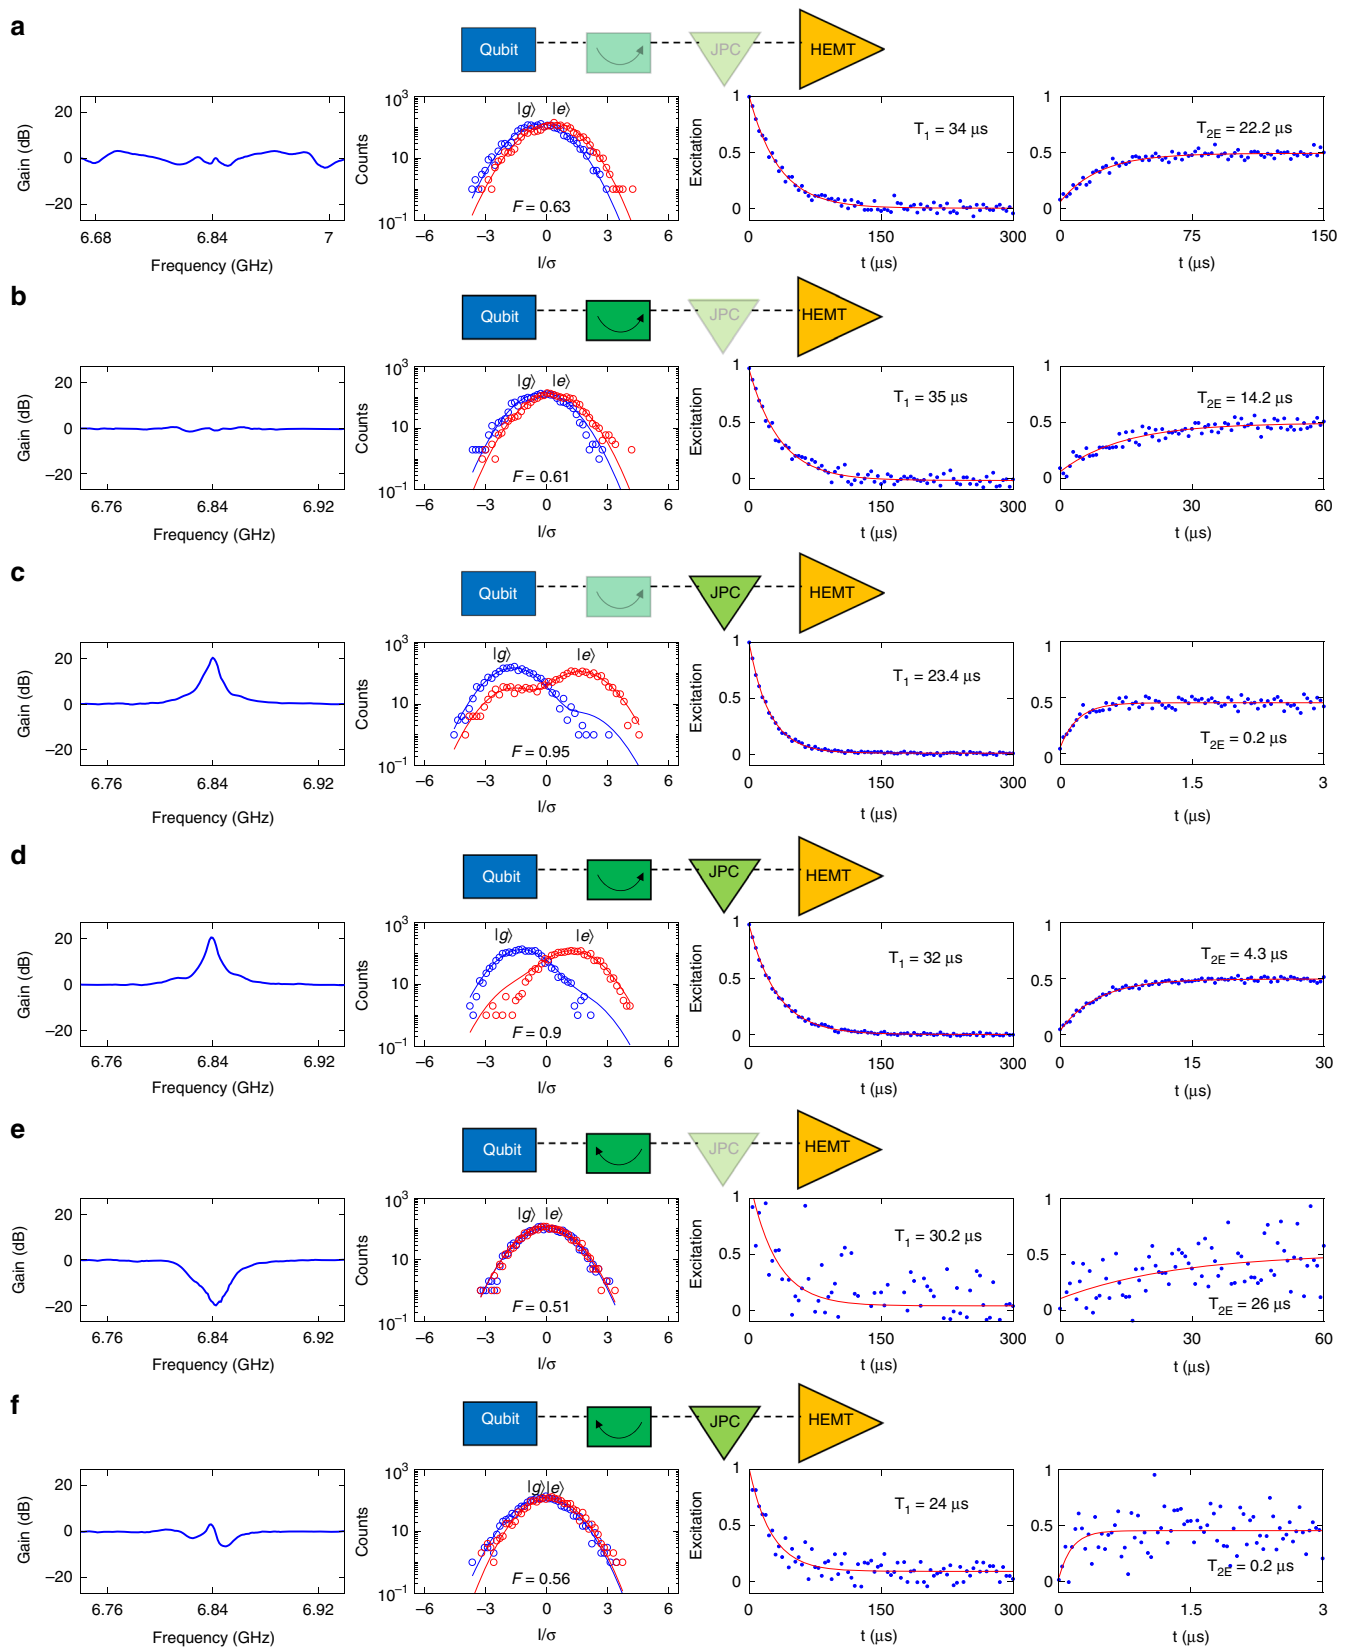 a
Qubit
JPC
HEMT
Gain (dB)
20
0
−20
6.68
6.84
7
Frequency (GHz)
Counts
10³
10
10⁻¹
|g⟩ |e⟩
F = 0.63
−6
−3
0
3
6
I/σ
Excitation
1
0.5
0
T₁ = 34 μs
0
150
300
t (μs)
1
0.5
0
T₂E = 22.2 μs
0
75
150
t (μs)
b
Qubit
JPC
HEMT
Gain (dB)
20
0
−20
6.76
6.84
6.92
Frequency (GHz)
Counts
10³
10
10⁻¹
|g⟩ |e⟩
F = 0.61
−6
−3
0
3
6
I/σ
Excitation
1
0.5
0
T₁ = 35 μs
0
150
300
t (μs)
1
0.5
0
T₂E = 14.2 μs
0
30
60
t (μs)
c
Qubit
JPC
HEMT
Gain (dB)
20
0
−20
6.76
6.84
6.92
Frequency (GHz)
Counts
10³
10
10⁻¹
|g⟩ |e⟩
F = 0.95
−6
−3
0
3
6
I/σ
Excitation
1
0.5
0
T₁ = 23.4 μs
0
150
300
t (μs)
1
0.5
0
T₂E = 0.2 μs
0
1.5
3
t (μs)
d
Qubit
JPC
HEMT
Gain (dB)
20
0
−20
6.76
6.84
6.92
Frequency (GHz)
Counts
10³
10
10⁻¹
|g⟩ |e⟩
F = 0.9
−6
−3
0
3
6
I/σ
Excitation
1
0.5
0
T₁ = 32 μs
0
150
300
t (μs)
1
0.5
0
T₂E = 4.3 μs
0
15
30
t (μs)
e
Qubit
JPC
HEMT
Gain (dB)
20
0
−20
6.76
6.84
6.92
Frequency (GHz)
Counts
10³
10
10⁻¹
|g⟩ |e⟩
F = 0.51
−6
−3
0
3
6
I/σ
Excitation
1
0.5
0
T₁ = 30.2 μs
0
150
300
t (μs)
1
0.5
0
T₂E = 26 μs
0
30
60
t (μs)
f
Qubit
JPC
HEMT
Gain (dB)
20
0
−20
6.76
6.84
6.92
Frequency (GHz)
Counts
10³
10
10⁻¹
|g⟩|e⟩
F = 0.56
−6
−3
0
3
6
I/σ
Excitation
1
0.5
0
T₁ = 24 μs
0
150
300
t (μs)
1
0.5
0
T₂E = 0.2 μs
0
1.5
3
t (μs)